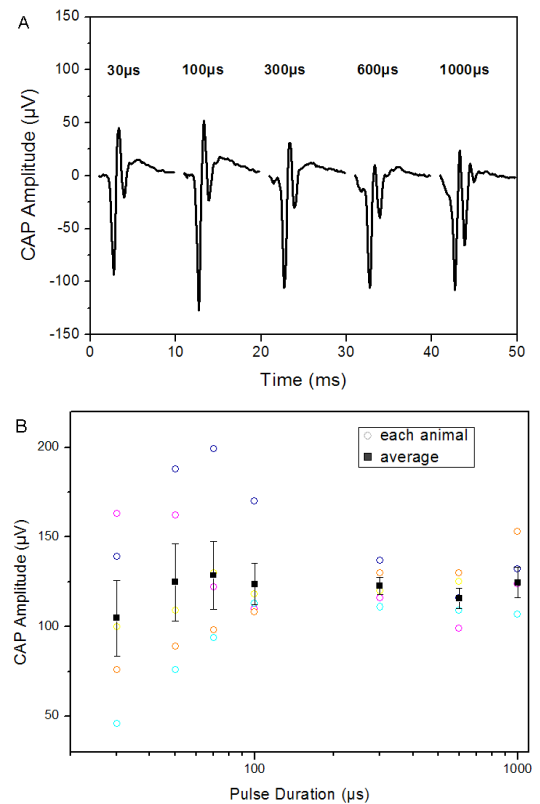 A
150
100
50
0
-50
-100
-150
CAP Amplitude (µV)
30µs 100µs 300µs 600µs 1000µs
0 10 20 30 40 50
Time (ms)
B
200
150
100
50
CAP Amplitude (µV)
each animal
average
100 1000
Pulse Duration (µs)